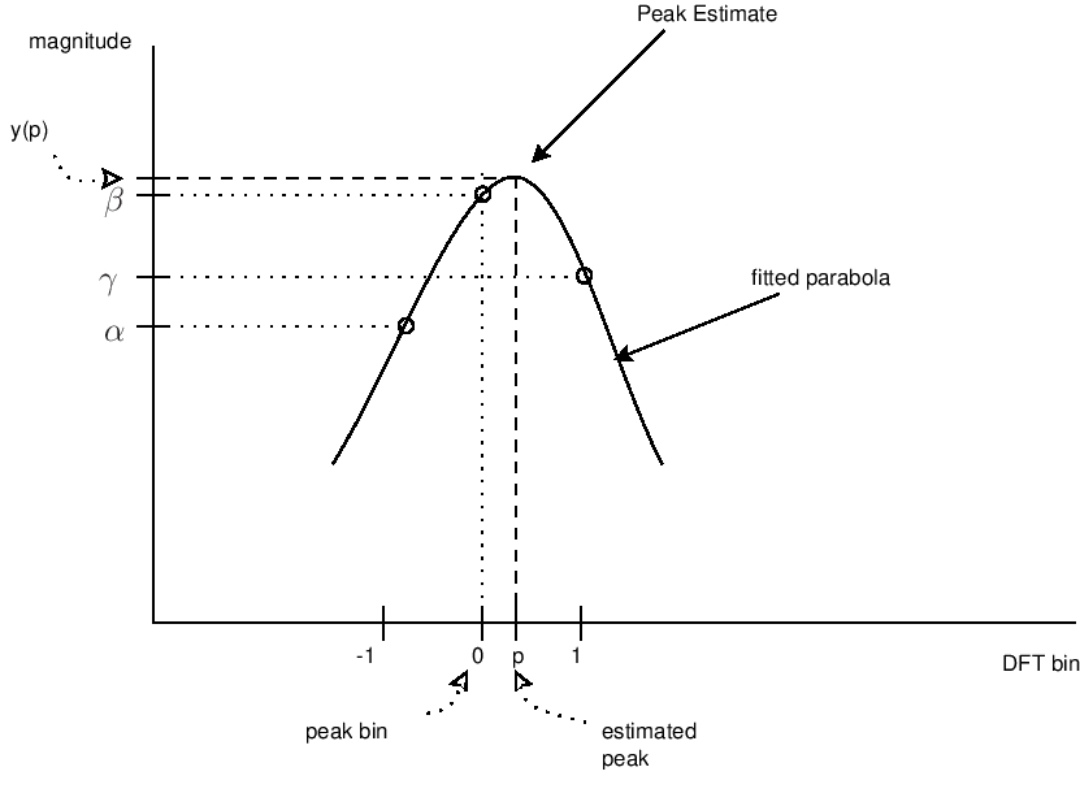 Peak Estimate
magnitude
y(p)
β
γ
fitted parabola
α
-1 0 p 1
DFT bin
peak bin
estimated
peak